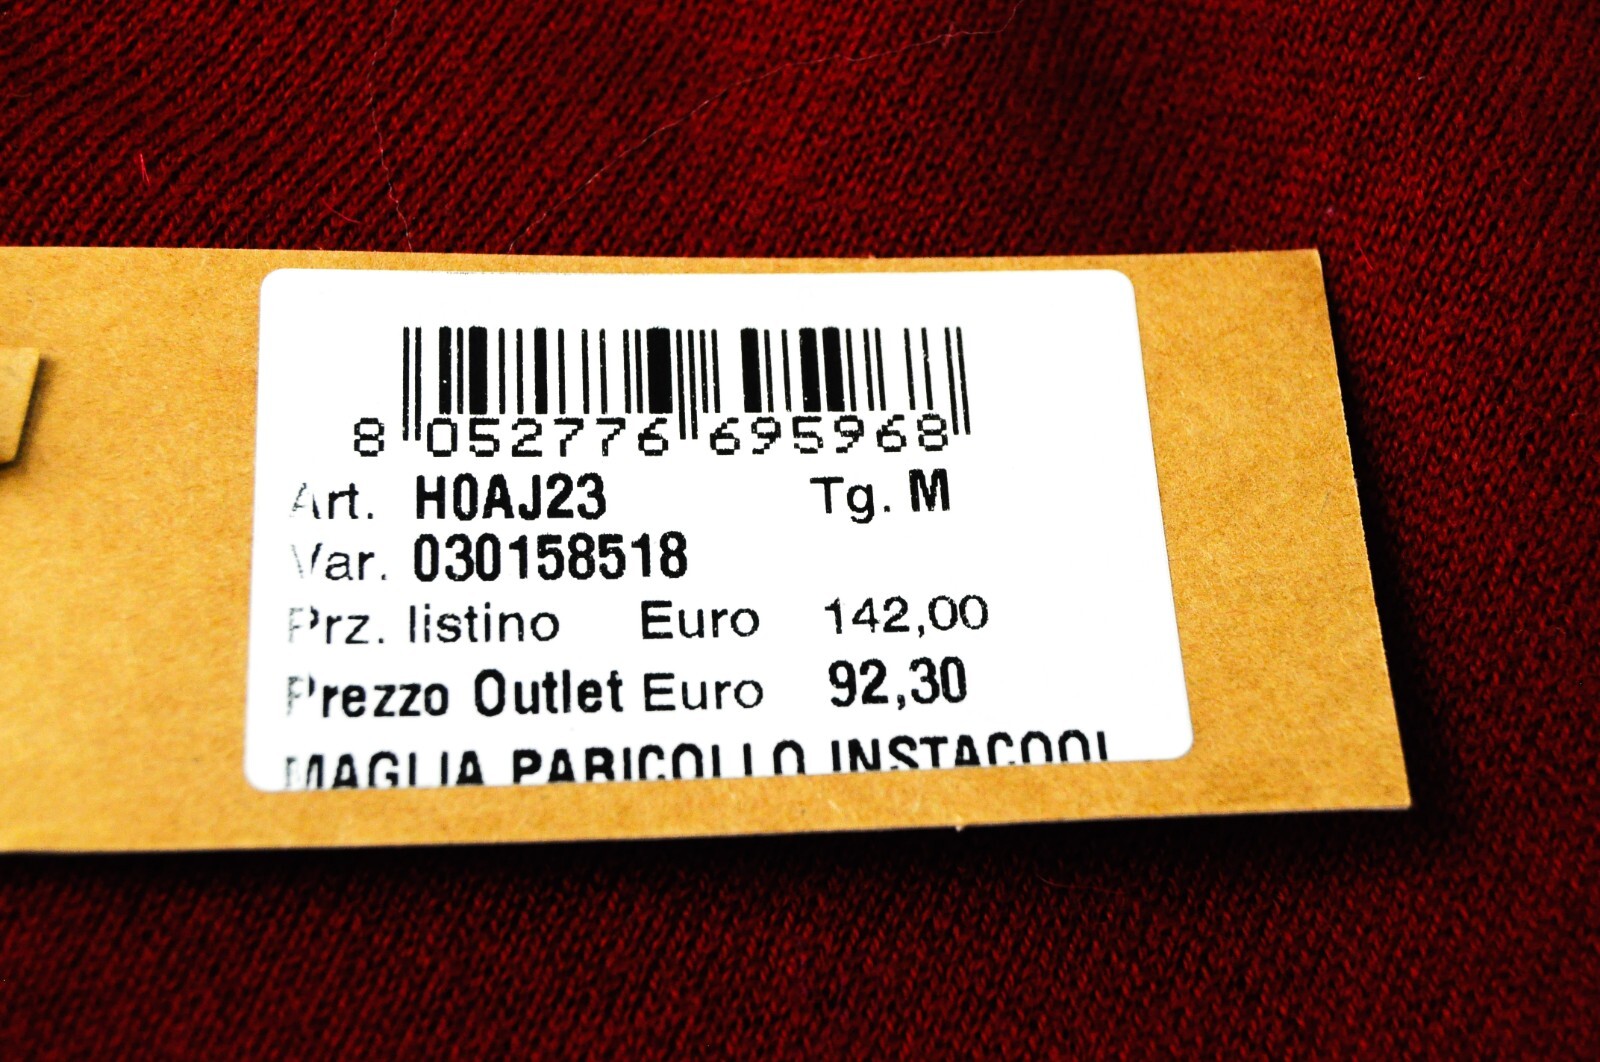 8 052776 695968
Art. H0AJ23 Tg. M
Var. 030158518
Prz. listino Euro 142,00
Prezzo Outlet Euro 92,30
MAGLIA PARICOLLO INSTACOOL